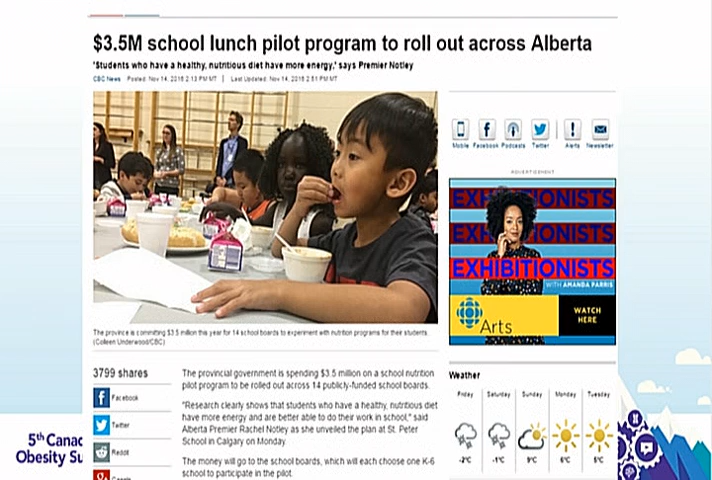 $3.5M school lunch pilot program to roll out across Alberta
'Students who have a healthy, nutritious diet have more energy,' says Premier Notley
CBC News Posted: Nov 14, 2016 2:13 PM MT | Last Updated: Nov 14, 2016 2:51 PM MT
Mobile Facebook Podcasts Twitter Alerts Newsletter
ADVERTISEMENT
EXHIBITIONISTS
EXHIBITIONISTS
EXHIBITIONISTS
WITH AMANDA PARRIS
Arts
WATCH
HERE
The province is committing $3.5 million this year for 14 school boards to experiment with nutrition programs for their students.
(Colleen Underwood/CBC)
3799 shares
Facebook
Twitter
Reddit
Google
The provincial government is spending $3.5 million on a school nutrition
pilot program to be rolled out across 14 publicly-funded school boards.
"Research clearly shows that students who have a healthy, nutritious diet
have more energy and are better able to do their work in school," said
Alberta Premier Rachel Notley as she unveiled the plan at St. Peter
School in Calgary on Monday.
The money will go to the school boards, which will each choose one K-6
school to participate in the pilot.
Weather
Friday Saturday Sunday Monday Tuesday
-2°C -1°C 9°C 6°C 5°C
5th Canad
Obesity Su